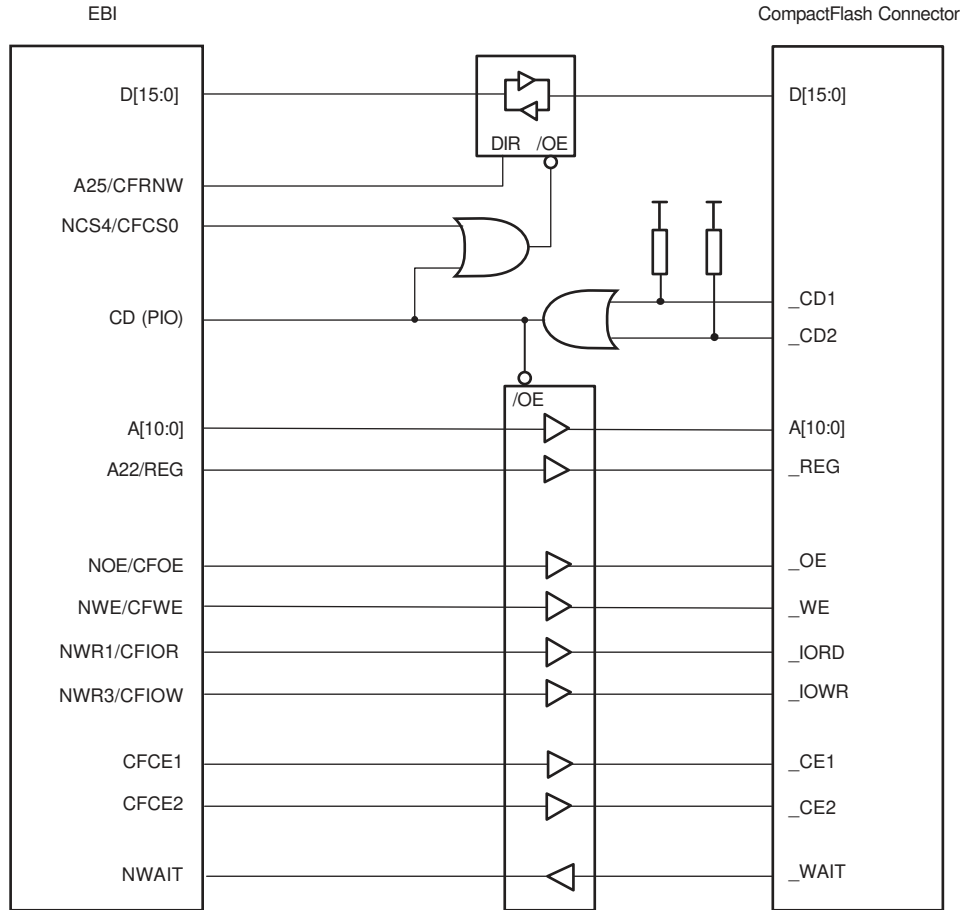 EBI
CompactFlash Connector
D[15:0]
D[15:0]
DIR /OE
A25/CFRNW
NCS4/CFCS0
_CD1
CD (PIO)
_CD2
/OE
A[10:0]
A[10:0]
A22/REG
_REG
NOE/CFOE
_OE
NWE/CFWE
_WE
NWR1/CFIOR
_IORD
NWR3/CFIOW
_IOWR
CFCE1
_CE1
CFCE2
_CE2
NWAIT
_WAIT